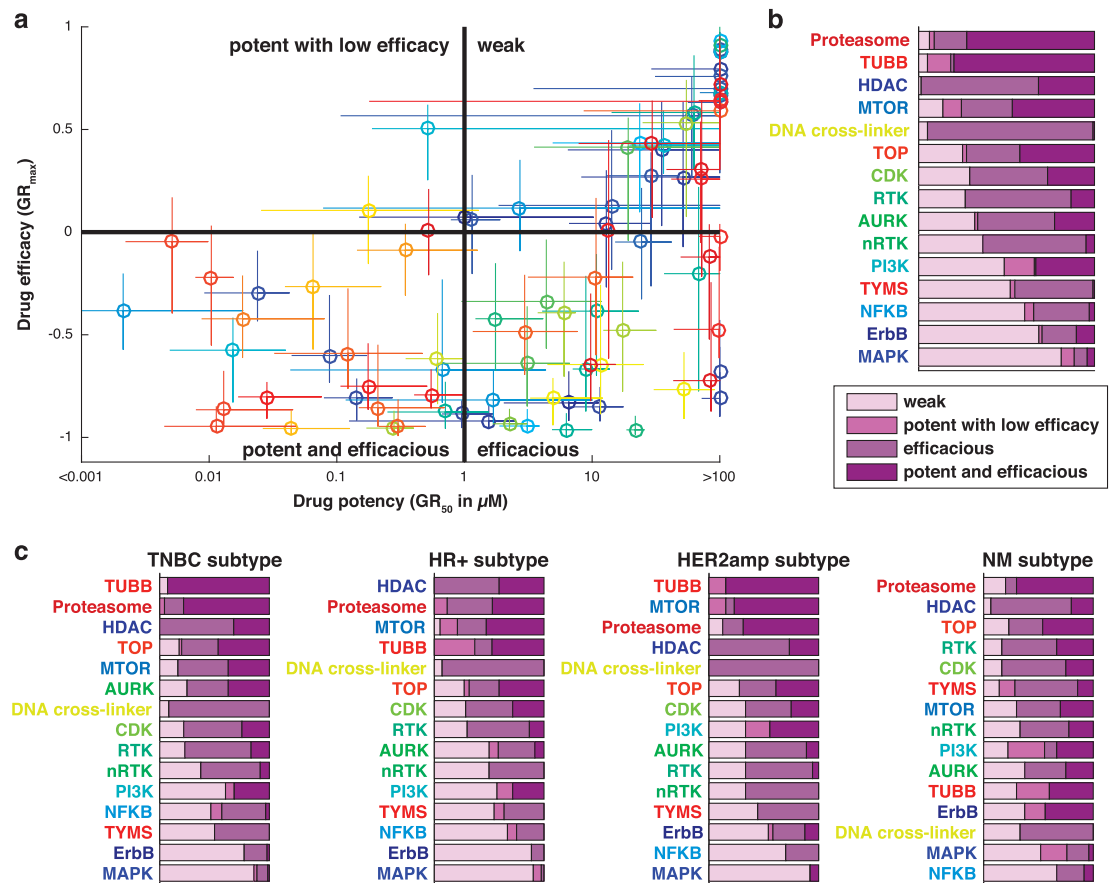 a
Drug efficacy (GRmax)
1
0.5
0
-0.5
-1
potent with low efficacy
weak
potent and efficacious
efficacious
<0.001
0.01
0.1
1
10
>100
Drug potency (GR50 in µM)
b
Proteasome
TUBB
HDAC
MTOR
DNA cross-linker
TOP
CDK
RTK
AURK
nRTK
PI3K
TYMS
NFKB
ErbB
MAPK
weak
potent with low efficacy
efficacious
potent and efficacious
c
TNBC subtype
TUBB
Proteasome
HDAC
TOP
MTOR
AURK
DNA cross-linker
CDK
RTK
nRTK
PI3K
NFKB
TYMS
ErbB
MAPK
HR+ subtype
HDAC
Proteasome
MTOR
TUBB
DNA cross-linker
TOP
CDK
RTK
AURK
nRTK
PI3K
TYMS
NFKB
ErbB
MAPK
HER2amp subtype
TUBB
MTOR
Proteasome
HDAC
DNA cross-linker
TOP
CDK
PI3K
AURK
RTK
nRTK
TYMS
ErbB
NFKB
MAPK
NM subtype
Proteasome
HDAC
TOP
RTK
CDK
TYMS
MTOR
nRTK
PI3K
AURK
TUBB
ErbB
DNA cross-linker
MAPK
NFKB